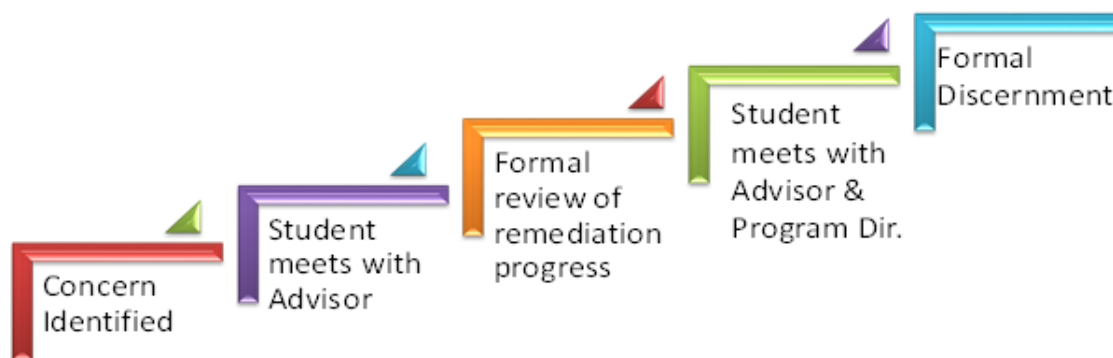 Concern
Identified
Student
meets with
Advisor
Formal
review of
remediation
progress
Student
meets with
Advisor &
Program Dir.
Formal
Discernment